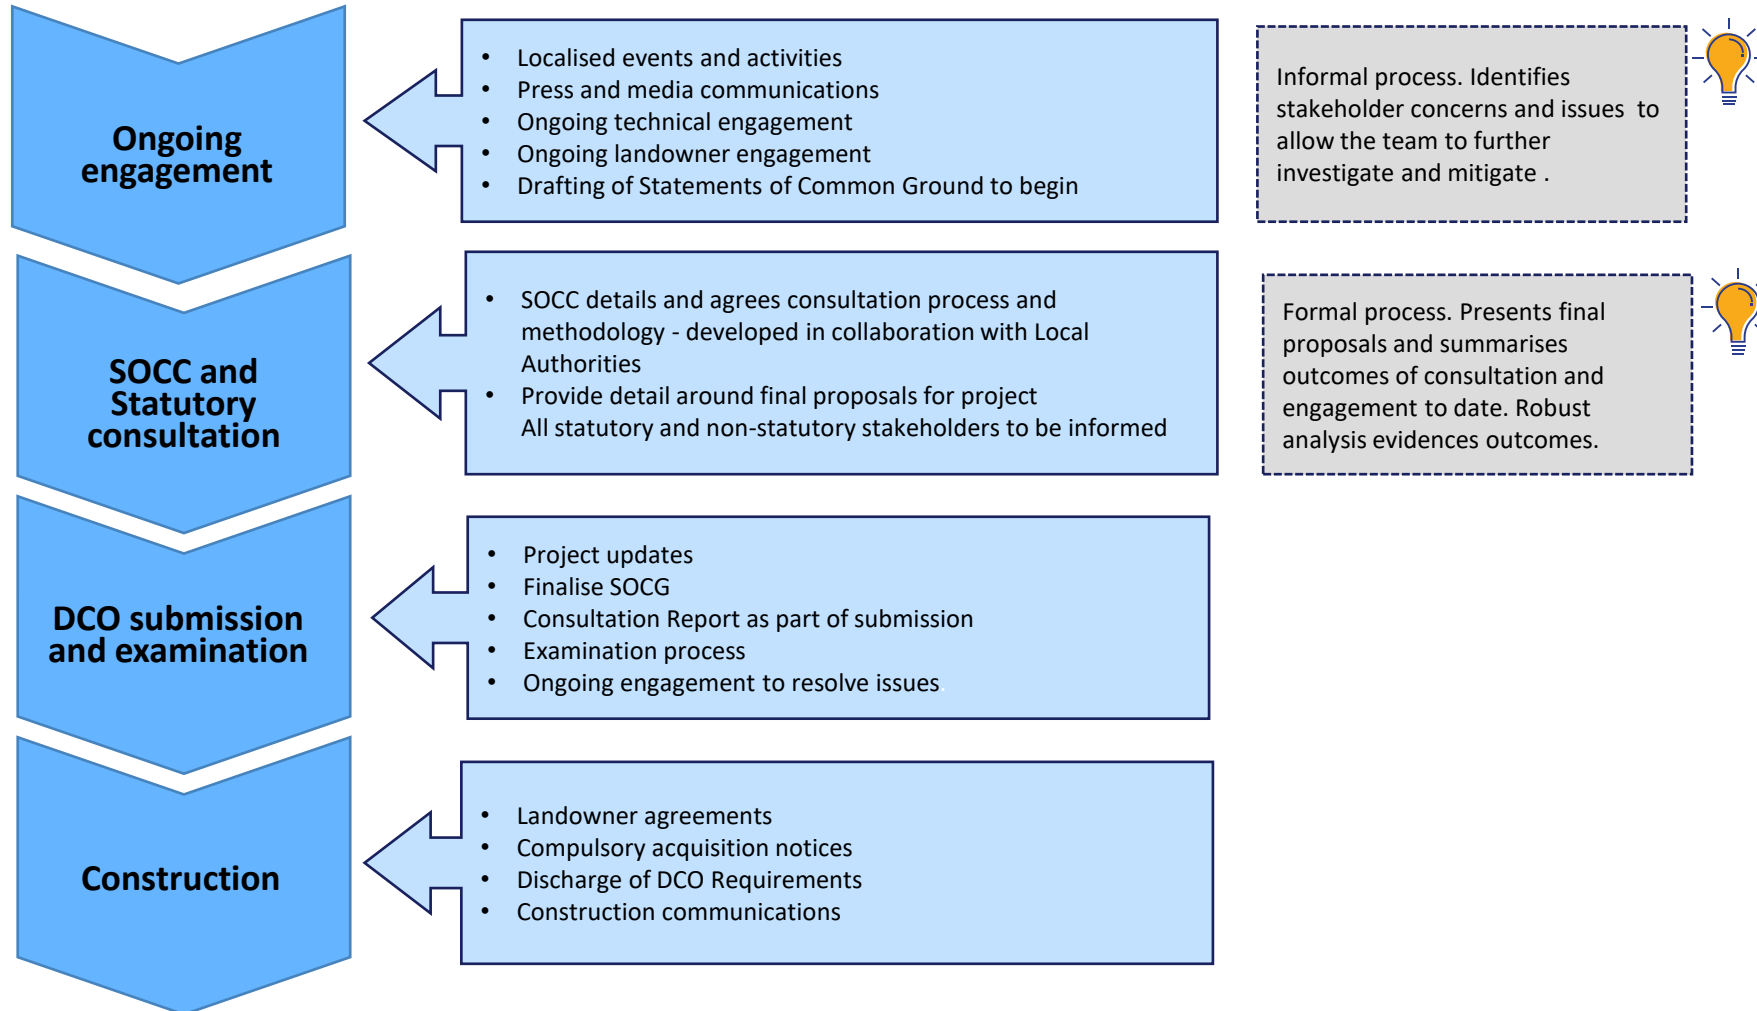 Ongoing
engagement
• Localised events and activities
• Press and media communications
• Ongoing technical engagement
• Ongoing landowner engagement
• Drafting of Statements of Common Ground to begin
Informal process. Identifies
stakeholder concerns and issues to
allow the team to further
investigate and mitigate .
SOCC and
Statutory
consultation
• SOCC details and agrees consultation process and
methodology - developed in collaboration with Local
Authorities
• Provide detail around final proposals for project
All statutory and non-statutory stakeholders to be informed
Formal process. Presents final
proposals and summarises
outcomes of consultation and
engagement to date. Robust
analysis evidences outcomes.
DCO submission
and examination
• Project updates
• Finalise SOCG
• Consultation Report as part of submission
• Examination process
• Ongoing engagement to resolve issues.
Construction
• Landowner agreements
• Compulsory acquisition notices
• Discharge of DCO Requirements
• Construction communications